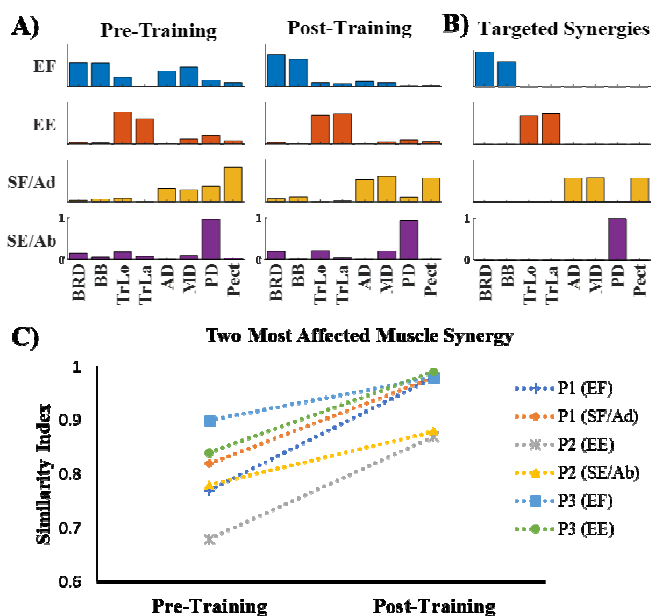 A)
Pre-Training
Post-Training
B)
Targeted Synergies
EF
EE
SF/Ad
SE/Ab
1
0
1
0
1
0
BRD
BB
TrLo
TrLa
AD
MD
PD
Pect
BRD
BB
TrLo
TrLa
AD
MD
PD
Pect
BRD
BB
TrLo
TrLa
AD
MD
PD
Pect
C)
Two Most Affected Muscle Synergy
Similarity Index
1
0.9
0.8
0.7
0.6
Pre-Training
Post-Training
P1 (EF)
P1 (SF/Ad)
P2 (EE)
P2 (SE/Ab)
P3 (EF)
P3 (EE)